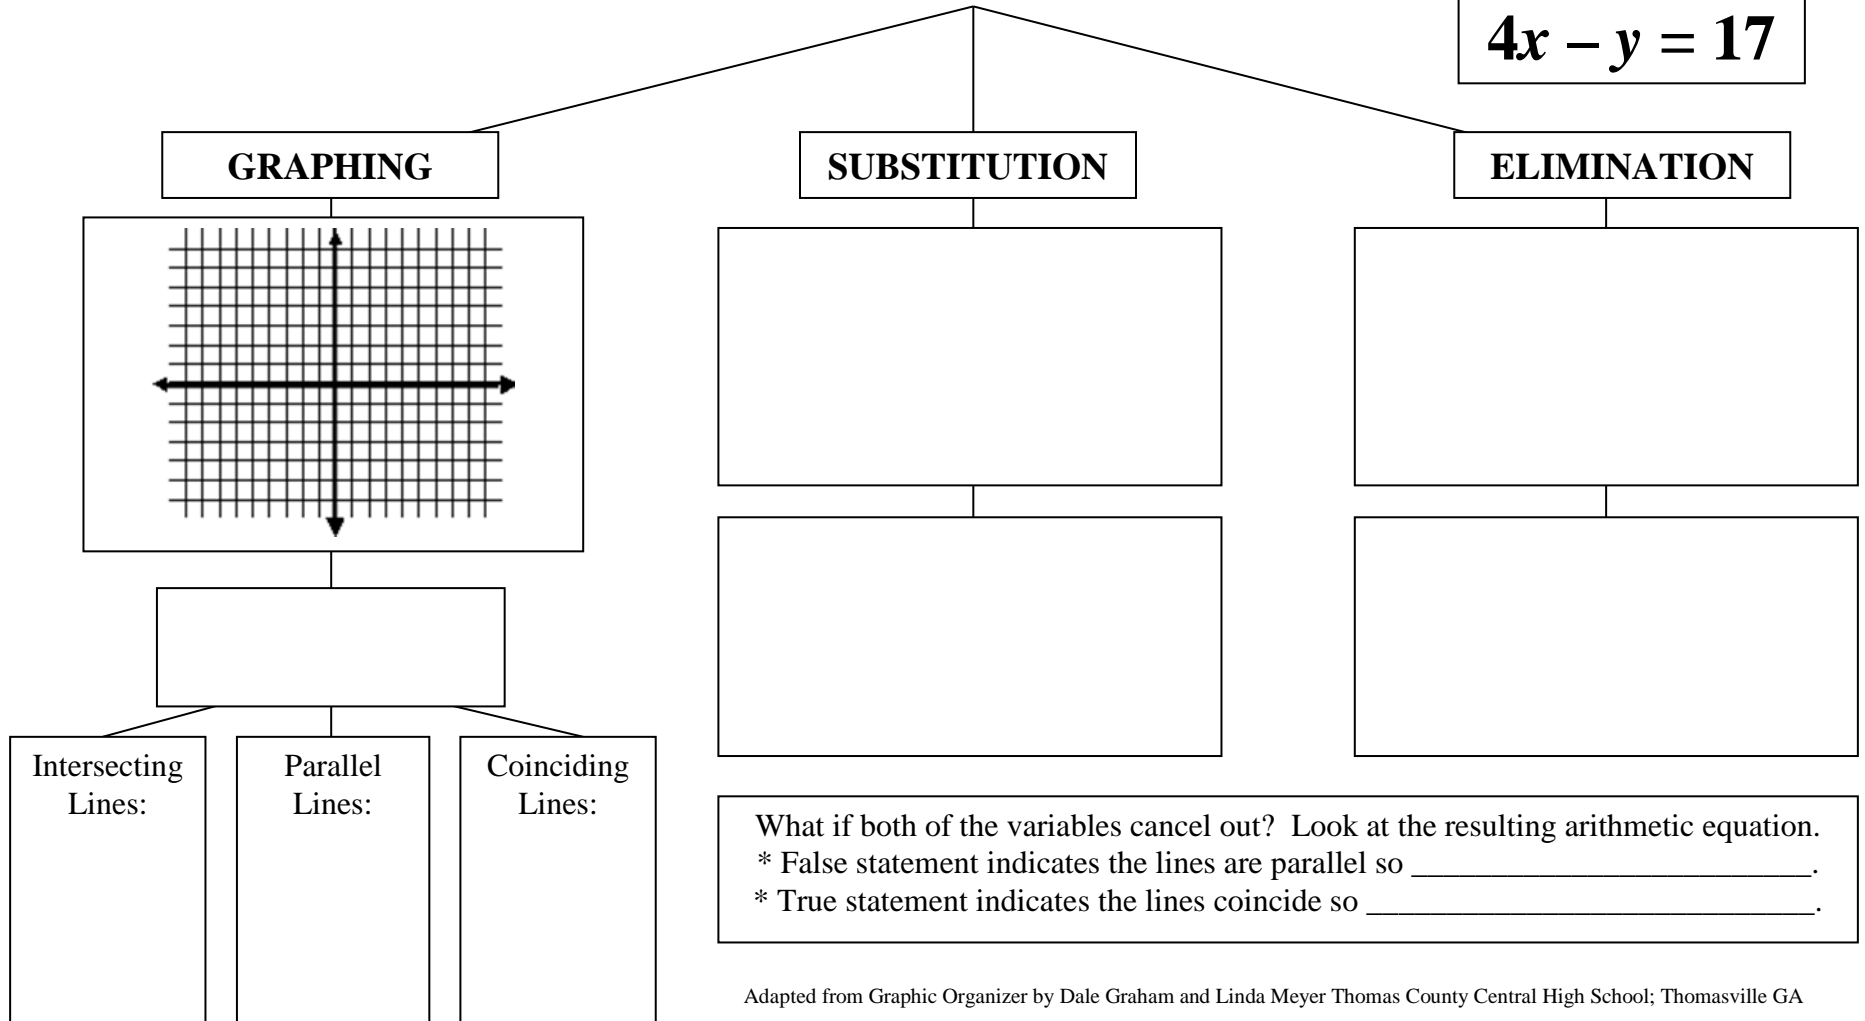 4x – y = 17
GRAPHING
SUBSTITUTION
ELIMINATION
Intersecting
Lines:
Parallel
Lines:
Coinciding
Lines:
What if both of the variables cancel out?  Look at the resulting arithmetic equation.
* False statement indicates the lines are parallel so _________________________.
* True statement indicates the lines coincide so ____________________________.
Adapted from Graphic Organizer by Dale Graham and Linda Meyer Thomas County Central High School; Thomasville GA